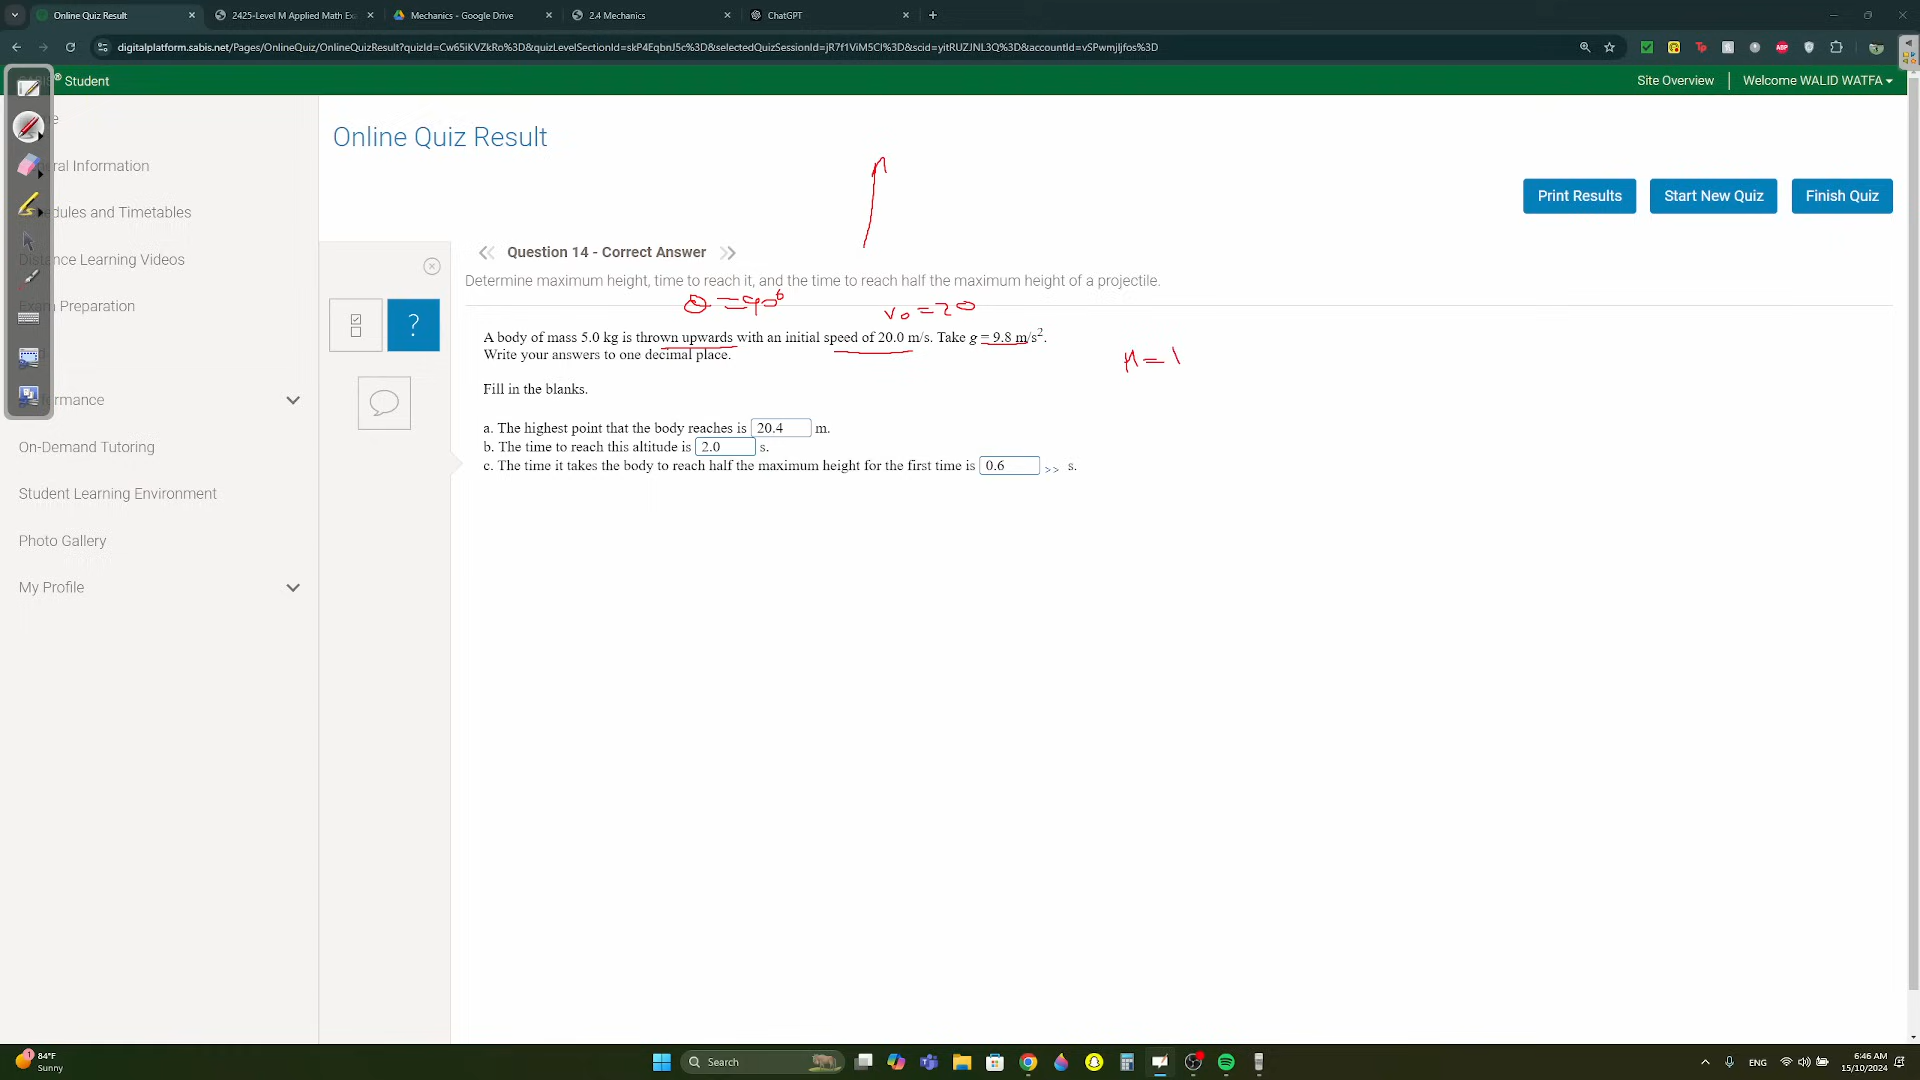 Online Quiz Result
2425-Level M Applied Math Ex
Mechanics - Google Drive
2.4 Mechanics
ChatGPT
digitalplatform.sabis.net/Pages/OnlineQuiz/OnlineQuizResult?quizId=Cw65iKVZkRo%3D&quizLevelSectionId=skP4EqbnJ5c%3D&selectedQuizSessionId=jR7f1ViM5CI%3D&scid=yitRUZJNL3Q%3D&accountId=vSPwmjljfos%3D
® Student
Site Overview
Welcome WALID WATFA
Online Quiz Result
ral Information
Print Results
Start New Quiz
Finish Quiz
dules and Timetables
Question 14 - Correct Answer
Distance Learning Videos
Determine maximum height, time to reach it, and the time to reach half the maximum height of a projectile.
θ = 90°
v0 = 20
Preparation
A body of mass 5.0 kg is thrown upwards with an initial speed of 20.0 m/s. Take g = 9.8 m/s².
Write your answers to one decimal place.
H = 1
Fill in the blanks.
rmance
a. The highest point that the body reaches is 20.4 m.
b. The time to reach this altitude is 2.0 s.
c. The time it takes the body to reach half the maximum height for the first time is 0.6 >> s.
On-Demand Tutoring
Student Learning Environment
Photo Gallery
My Profile
84°F
Sunny
Search
ENG
6:46 AM
15/10/2024